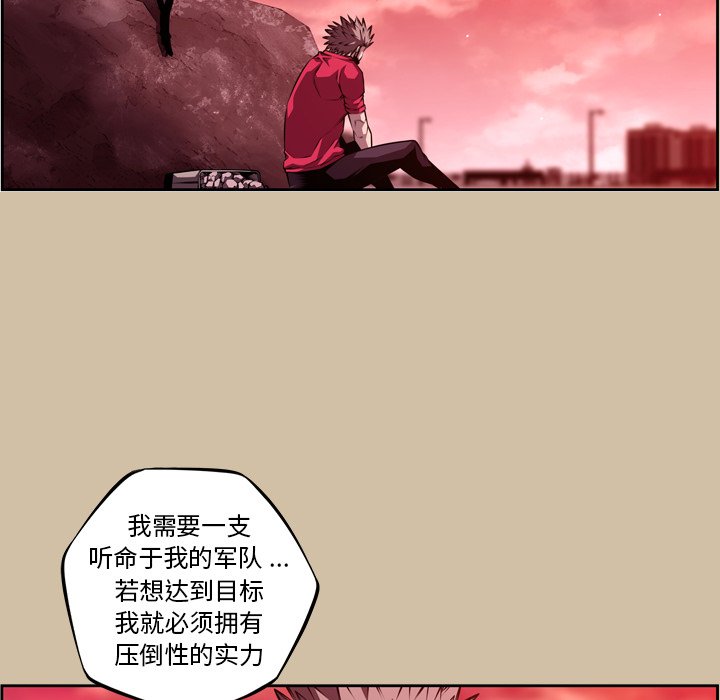 我需要一支
听命于我的军队...
若想达到目标
我就必须拥有
压倒性的实力